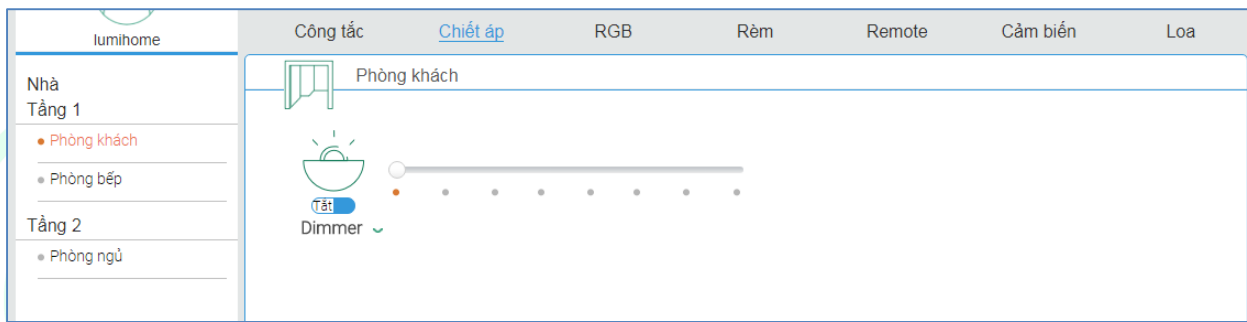 lumihome
Công tắc Chiết áp RGB Rèm Remote Cảm biến Loa
Nhà
Tầng 1
Phòng khách
Phòng bếp
Tầng 2
Phòng ngủ
Phòng khách
Tắt
Dimmer